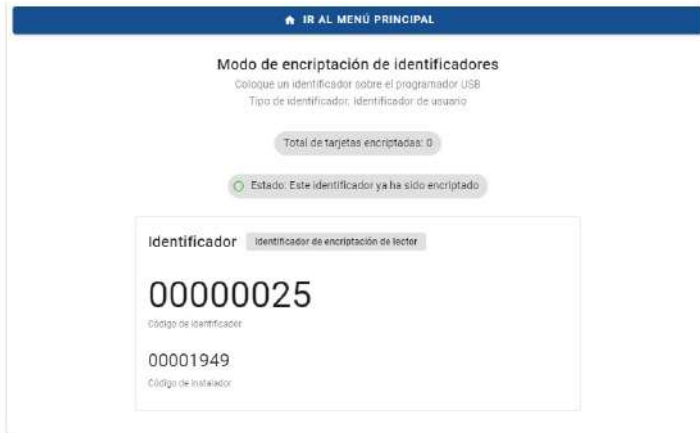 IR AL MENÚ PRINCIPAL
Modo de encriptación de identificadores
Coloque un identificador sobre el programador USB
Tipo de identificador: Identificador de usuario
Total de tarjetas encriptadas: 0
Estado: Este identificador ya ha sido encriptado
Identificador Identificador de encriptación de lector
00000025
Código de identificador
00001949
Código de instalador